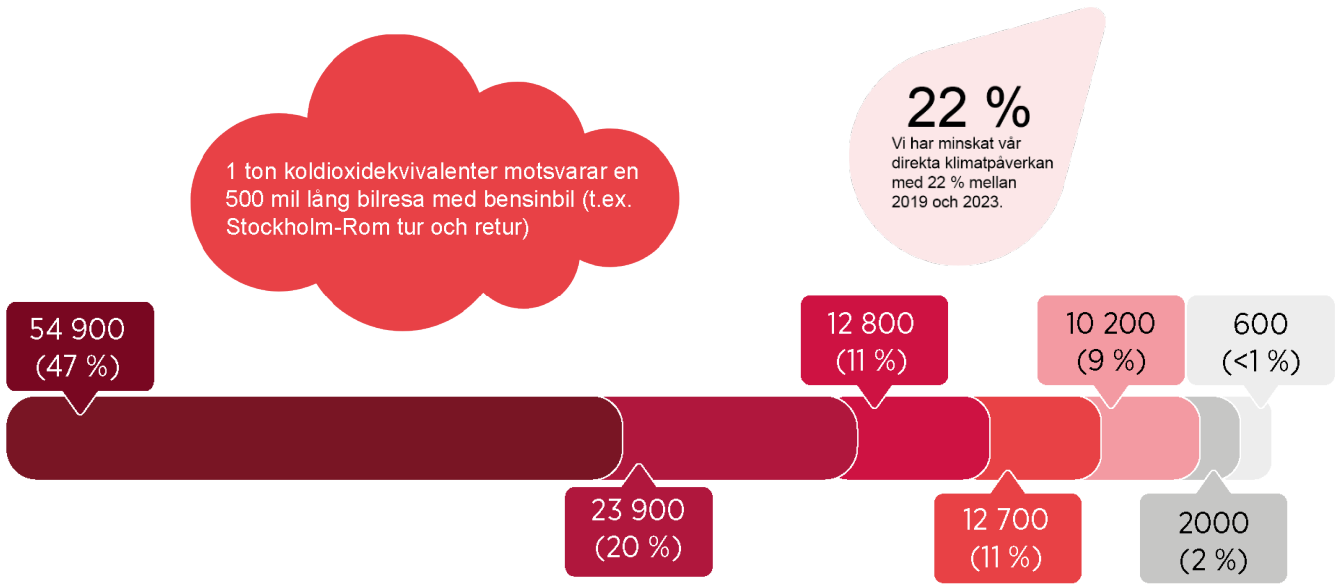 1 ton koldioxidekvivalenter motsvarar en
500 mil lång bilresa med bensinbil (t.ex.
Stockholm-Rom tur och retur)
22 %
Vi har minskat vår
direkta klimatpåverkan
med 22 % mellan
2019 och 2023.
54 900
(47 %)
23 900
(20 %)
12 800
(11 %)
12 700
(11 %)
10 200
(9 %)
2000
(2 %)
600
(<1 %)